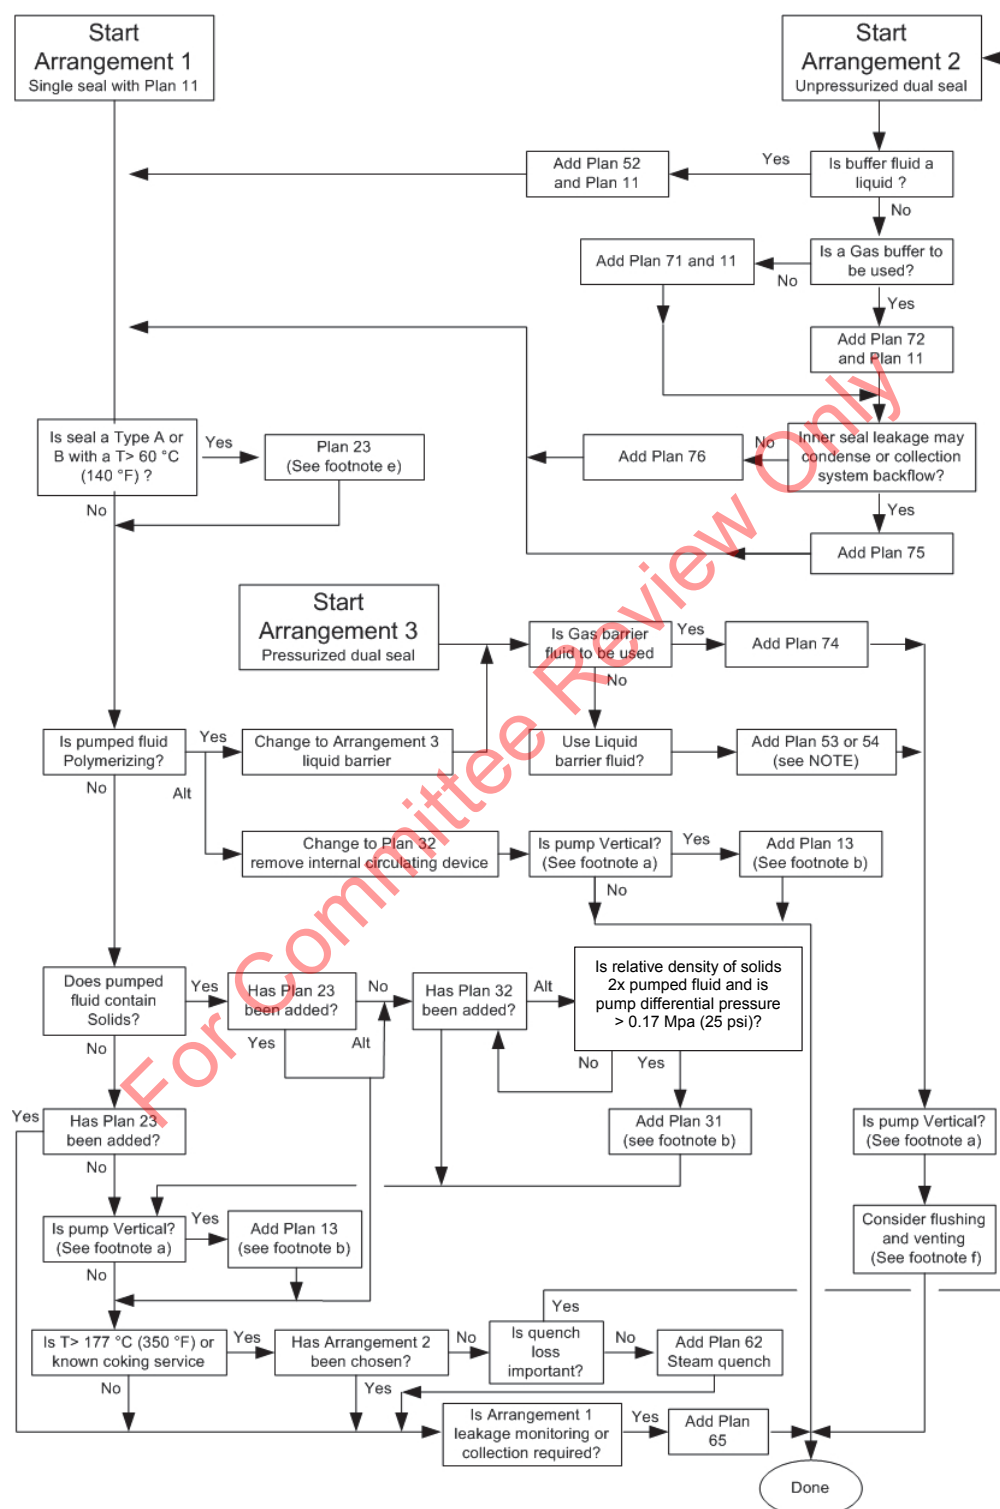 Start
Arrangement 1
Single seal with Plan 11
Start
Arrangement 2
Unpressurized dual seal
Add Plan 52
and Plan 11
Yes
Is buffer fluid a
liquid ?
No
Add Plan 71 and 11
No
Is a Gas buffer to
be used?
Yes
Add Plan 72
and Plan 11
Is seal a Type A or
B with a T> 60 °C
(140 °F) ?
Yes
Plan 23
(See footnote e)
No
Add Plan 76
No
Inner seal leakage may
condense or collection
system backflow?
Yes
Add Plan 75
Start
Arrangement 3
Pressurized dual seal
Is Gas barrier
fluid to be used
Yes
Add Plan 74
No
Is pumped fluid
Polymerizing?
Yes
Change to Arrangement 3
liquid barrier
Use Liquid
barrier fluid?
Add Plan 53 or 54
(see NOTE)
No
Alt
Change to Plan 32
remove internal circulating device
Is pump Vertical?
(See footnote a)
Yes
Add Plan 13
(See footnote b)
No
Does pumped
fluid contain
Solids?
Yes
Has Plan 23
been added?
No
Has Plan 32
been added?
Alt
Is relative density of solids
2x pumped fluid and is
pump differential pressure
> 0.17 Mpa (25 psi)?
No
Yes
Alt
No
Yes
Yes
Has Plan 23
been added?
Add Plan 31
(see footnote b)
Is pump Vertical?
(See footnote a)
No
Is pump Vertical?
(See footnote a)
Yes
Add Plan 13
(see footnote b)
Consider flushing
and venting
(See footnote f)
No
Yes
Is T> 177 °C (350 °F) or
known coking service
Yes
Has Arrangement 2
been chosen?
No
Is quench
loss
important?
No
Add Plan 62
Steam quench
No
Yes
Is Arrangement 1
leakage monitoring or
collection required?
Yes
Add Plan
65
Done
For Committee Review Only